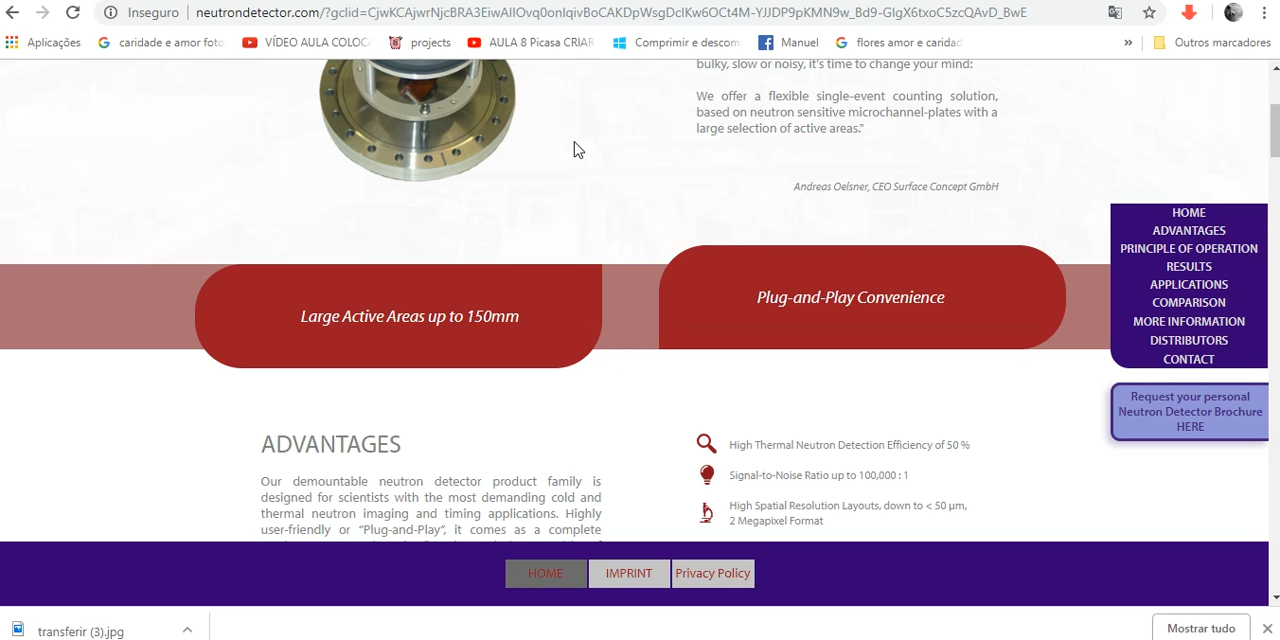 Inseguro neutrondetector.com/?gclid=CjwKCAjwrNjcBRA3EiwAIIOvq0onIqivBoCAKDpWsgDclKw6OCt4M-YJJDP9pKMN9w_Bd9-GIgX6txoC5zcQAvD_BwE
Aplicações caridade e amor foto VÍDEO AULA COLOCA projects AULA 8 Picasa CRIAR Comprimir e descom Manuel flores amor e caridad » Outros marcadores
bulky, slow or noisy, it's time to change your mind:
We offer a flexible single-event counting solution,
based on neutron sensitive microchannel-plates with a
large selection of active areas."
Andreas Oelsner, CEO Surface Concept GmbH
HOME
ADVANTAGES
PRINCIPLE OF OPERATION
RESULTS
APPLICATIONS
COMPARISON
MORE INFORMATION
DISTRIBUTORS
CONTACT
Large Active Areas up to 150mm
Plug-and-Play Convenience
Request your personal
Neutron Detector Brochure
HERE
ADVANTAGES
Our demountable neutron detector product family is
designed for scientists with the most demanding cold and
thermal neutron imaging and timing applications. Highly
user-friendly or “Plug-and-Play”, it comes as a complete
High Thermal Neutron Detection Efficiency of 50 %
Signal-to-Noise Ratio up to 100,000 : 1
High Spatial Resolution Layouts, down to < 50 µm,
2 Megapixel Format
HOME IMPRINT Privacy Policy
transferir (3).jpg
Mostrar tudo